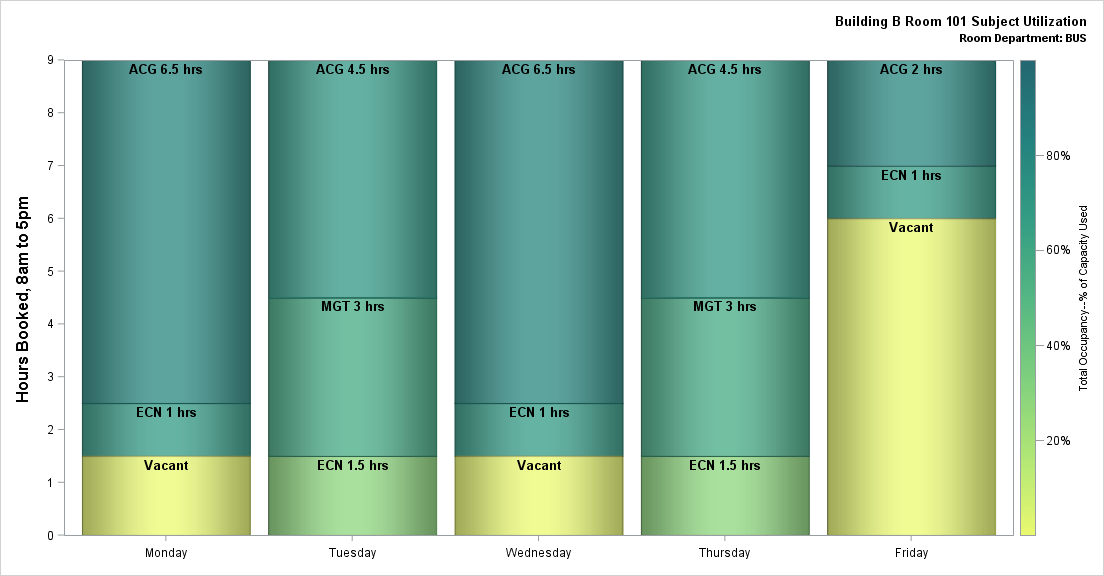 Building B Room 101 Subject Utilization
Room Department: BUS
Hours Booked, 8am to 5pm
9
8
7
6
5
4
3
2
1
0
ACG 6.5 hrs
ECN 1 hrs
Vacant
ACG 4.5 hrs
MGT 3 hrs
ECN 1.5 hrs
ACG 6.5 hrs
ECN 1 hrs
Vacant
ACG 4.5 hrs
MGT 3 hrs
ECN 1.5 hrs
ACG 2 hrs
ECN 1 hrs
Vacant
Monday
Tuesday
Wednesday
Thursday
Friday
80%
60%
40%
20%
Total Occupancy--% of Capacity Used